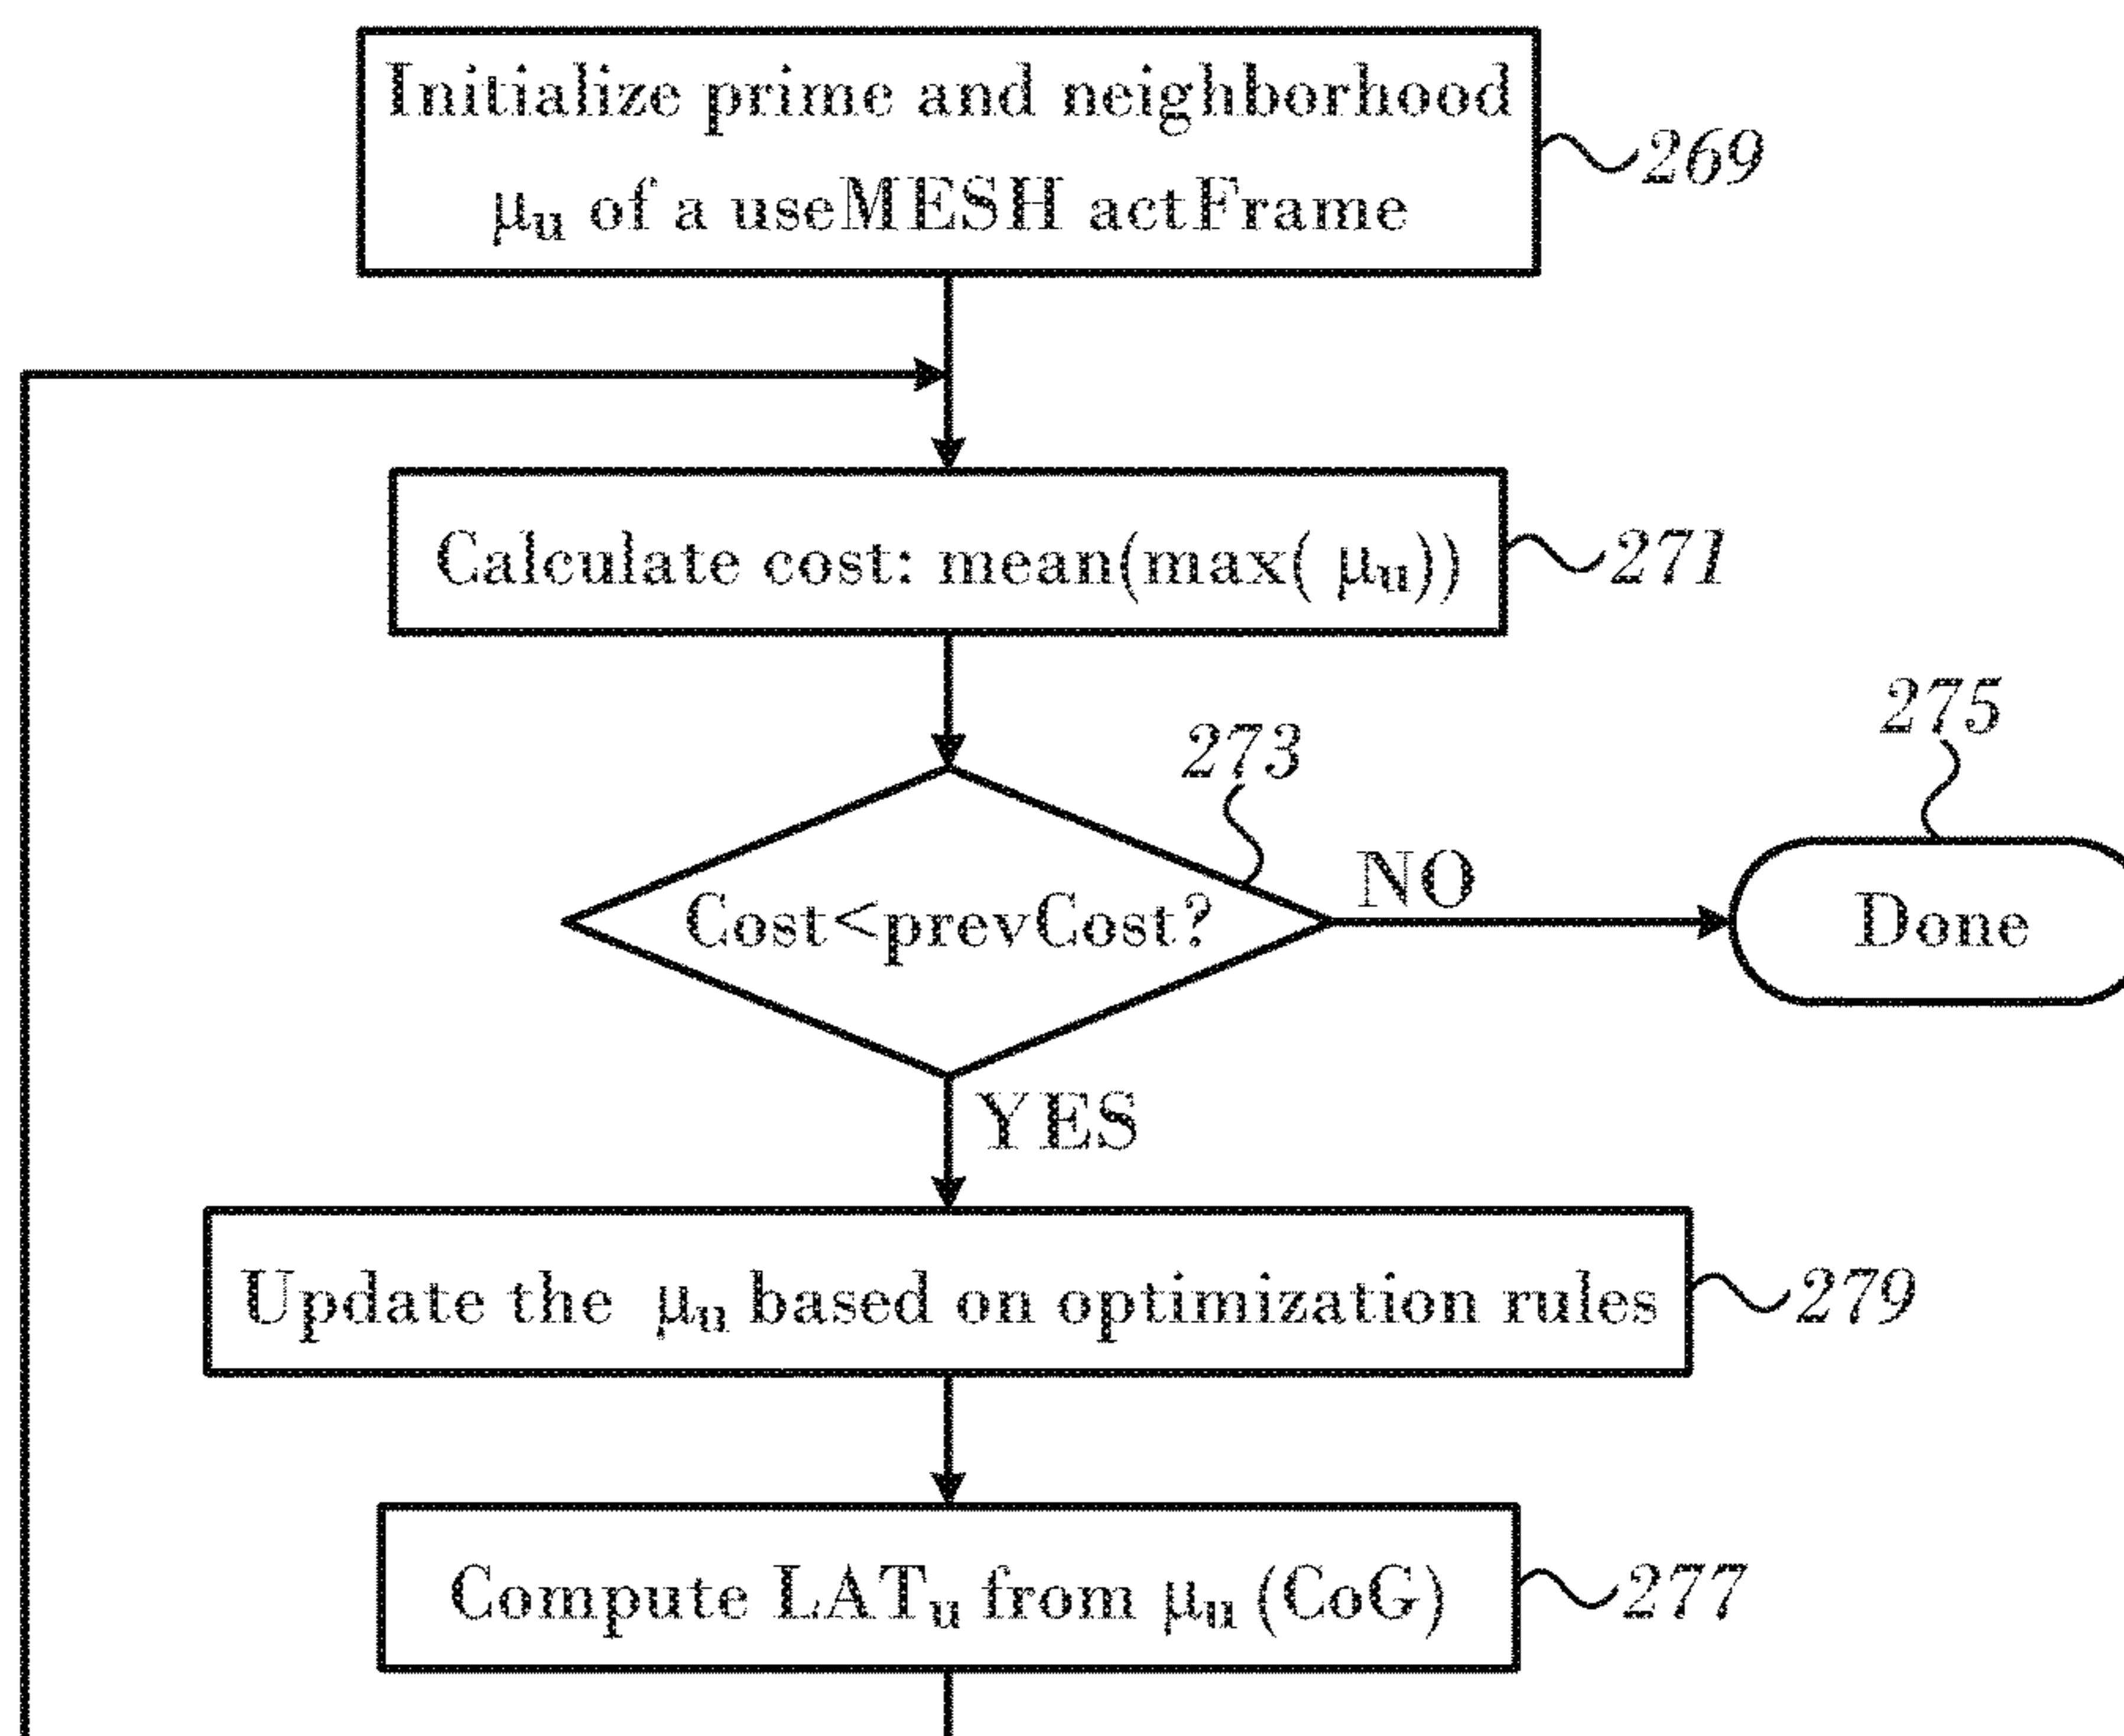 Initialize prime and neighborhood
μu of a useMESH actFrame
269
Calculate cost: mean(max( μu))
271
273
275
Cost<prevCost?
NO
Done
YES
Update the μu based on optimization rules
279
Compute LATu from μu (CoG)
277